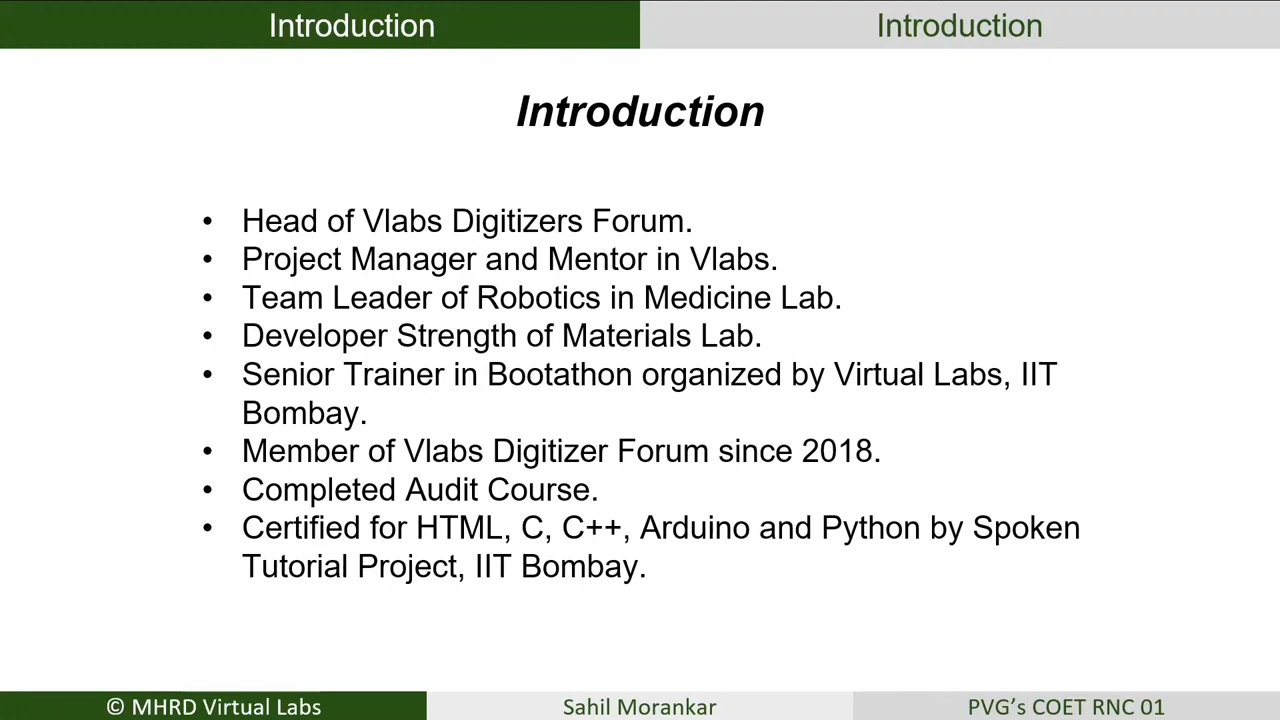 Introduction
Introduction
Introduction
• Head of Vlabs Digitizers Forum.
• Project Manager and Mentor in Vlabs.
• Team Leader of Robotics in Medicine Lab.
• Developer Strength of Materials Lab.
• Senior Trainer in Bootathon organized by Virtual Labs, IIT
Bombay.
• Member of Vlabs Digitizer Forum since 2018.
• Completed Audit Course.
• Certified for HTML, C, C++, Arduino and Python by Spoken
Tutorial Project, IIT Bombay.
© MHRD Virtual Labs
Sahil Morankar
PVG’s COET RNC 01